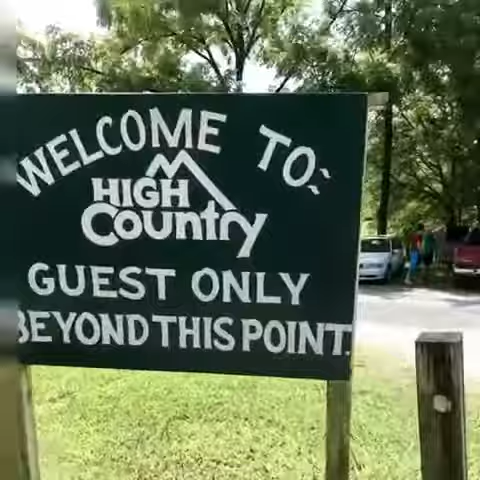 WELCOME TO:
HIGH
Country
GUEST ONLY
BEYOND THIS POINT.